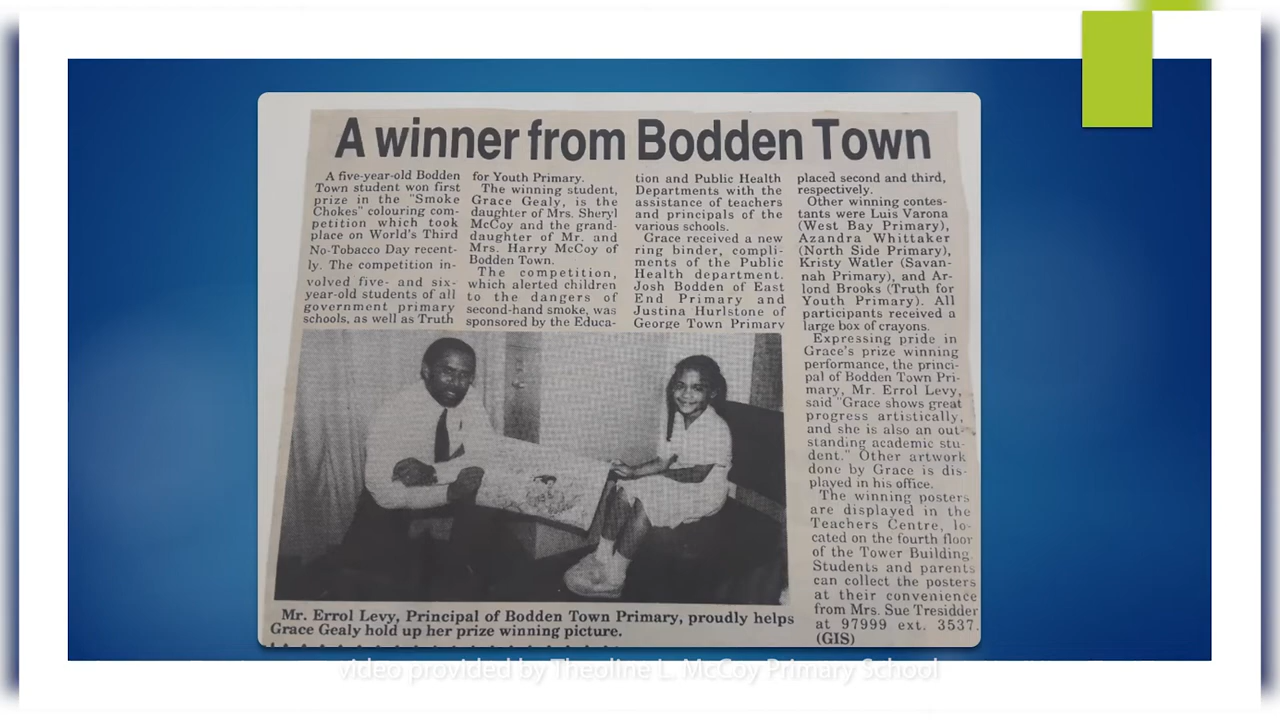 A winner from Bodden Town
A five-year-old Bodden
Town student won first
prize in the "Smoke
Chokes" colouring com-
petition which took
place on World's Third
No-Tobacco Day recent-
ly. The competition in-
volved five- and six-
year-old students of all
government primary
schools, as well as Truth
for Youth Primary.
The winning student,
Grace Gealy, is the
daughter of Mrs. Sheryl
McCoy and the grand-
daughter of Mr. and
Mrs. Harry McCoy of
Bodden Town.
The competition,
which alerted children
to the dangers of
second-hand smoke, was
sponsored by the Educa-
tion and Public Health
Departments with the
assistance of teachers
and principals of the
various schools.
Grace received a new
ring binder, compli-
ments of the Public
Health department.
Josh Bodden of East
End Primary and
Justina Hurlstone of
George Town Primary
placed second and third,
respectively.
Other winning contes-
tants were Luis Varona
(West Bay Primary),
Azandra Whittaker
(North Side Primary),
Kristy Watler (Savan-
nah Primary), and Ar-
lond Brooks (Truth for
Youth Primary). All
participants received a
large box of crayons.
Expressing pride in
Grace's prize winning
performance, the princi-
pal of Bodden Town Pri-
mary, Mr. Errol Levy,
said "Grace shows great
progress artistically,
and she is also an out-
standing academic stu-
dent." Other artwork
done by Grace is dis-
played in his office.
The winning posters
are displayed in the
Teachers Centre, lo-
cated on the fourth floor
of the Tower Building.
Students and parents
can collect the posters
at their convenience
from Mrs. Sue Tresidder
at 97999 ext. 3537.
(GIS)
Mr. Errol Levy, Principal of Bodden Town Primary, proudly helps
Grace Gealy hold up her prize winning picture.
video provided by Theoline L. McCoy Primary School